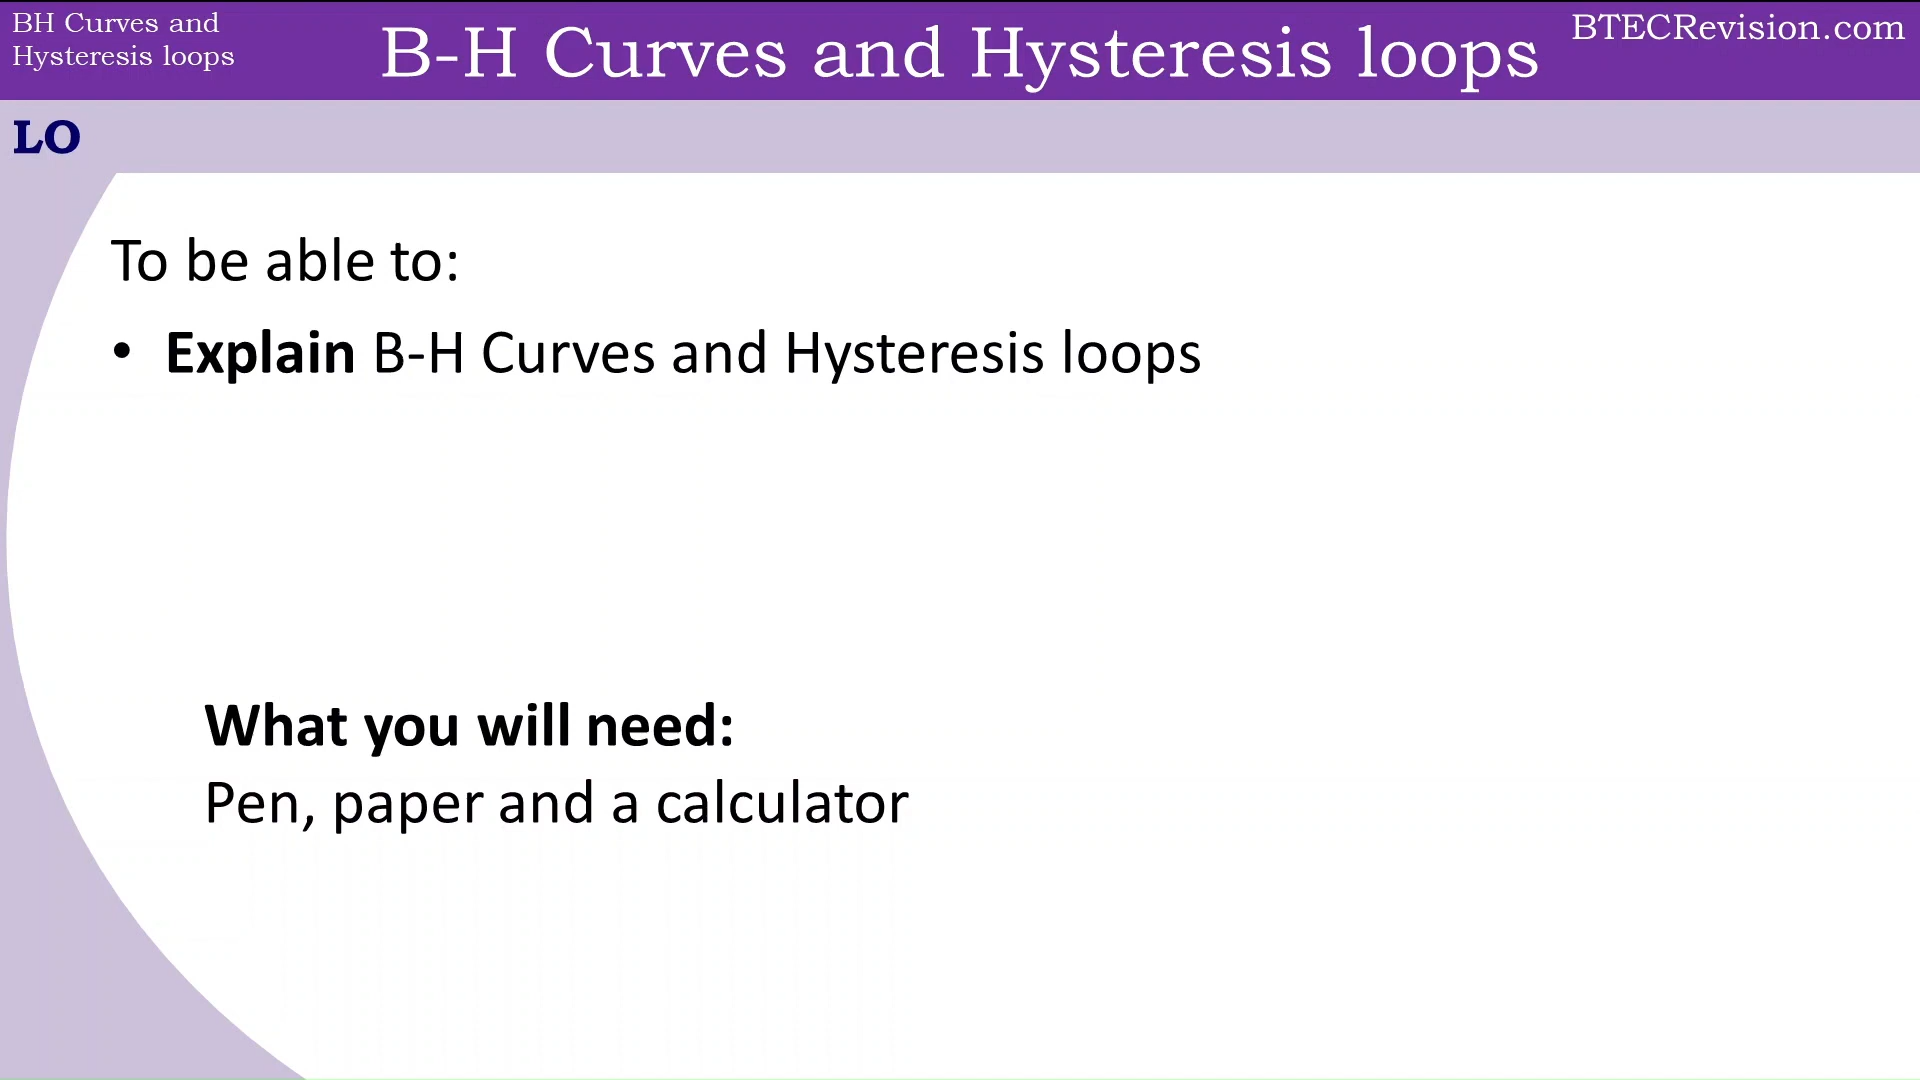 BH Curves and
Hysteresis loops
B-H Curves and Hysteresis loops
BTECRevision.com
LO
To be able to:
• Explain B-H Curves and Hysteresis loops
What you will need:
Pen, paper and a calculator